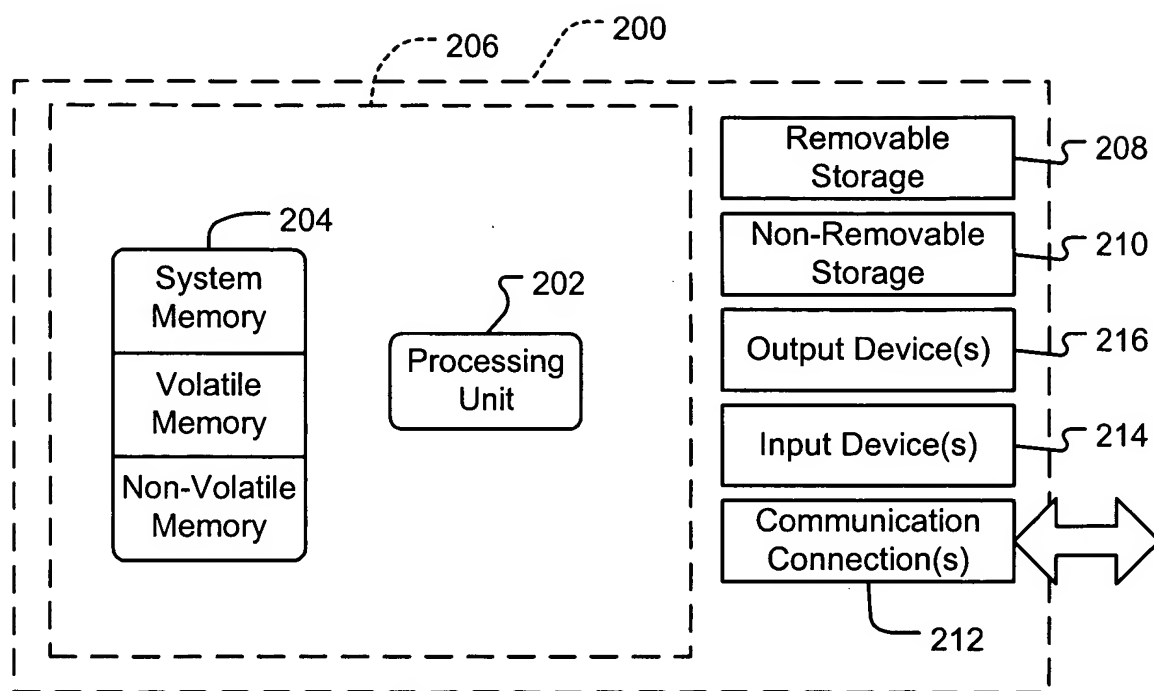 206
200
Removable
Storage
208
204
Non-Removable
Storage
210
System
Memory
202
Output Device(s)
216
Processing
Unit
Volatile
Memory
Input Device(s)
214
Non-Volatile
Memory
Communication
Connection(s)
212